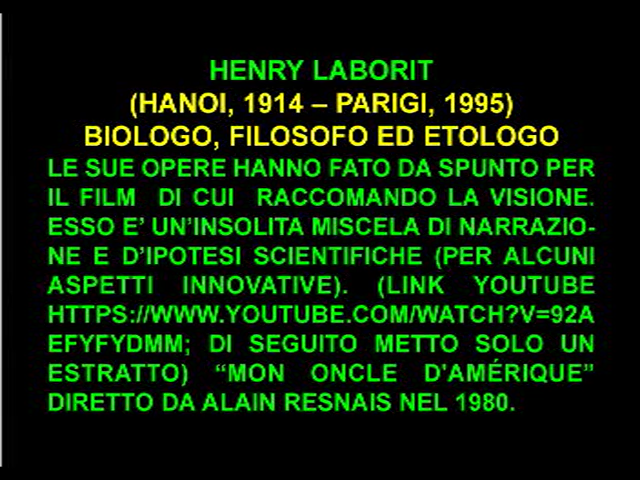 HENRY LABORIT
(HANOI, 1914 – PARIGI, 1995)
BIOLOGO, FILOSOFO ED ETOLOGO
LE SUE OPERE HANNO FATO DA SPUNTO PER
IL FILM DI CUI RACCOMANDO LA VISIONE.
ESSO E' UN'INSOLITA MISCELA DI NARRAZIO-
NE E D'IPOTESI SCIENTIFICHE (PER ALCUNI
ASPETTI INNOVATIVE). (LINK YOUTUBE
HTTPS://WWW.YOUTUBE.COM/WATCH?V=92A
EFYFYDMM; DI SEGUITO METTO SOLO UN
ESTRATTO) “MON ONCLE D'AMÉRIQUE”
DIRETTO DA ALAIN RESNAIS NEL 1980.